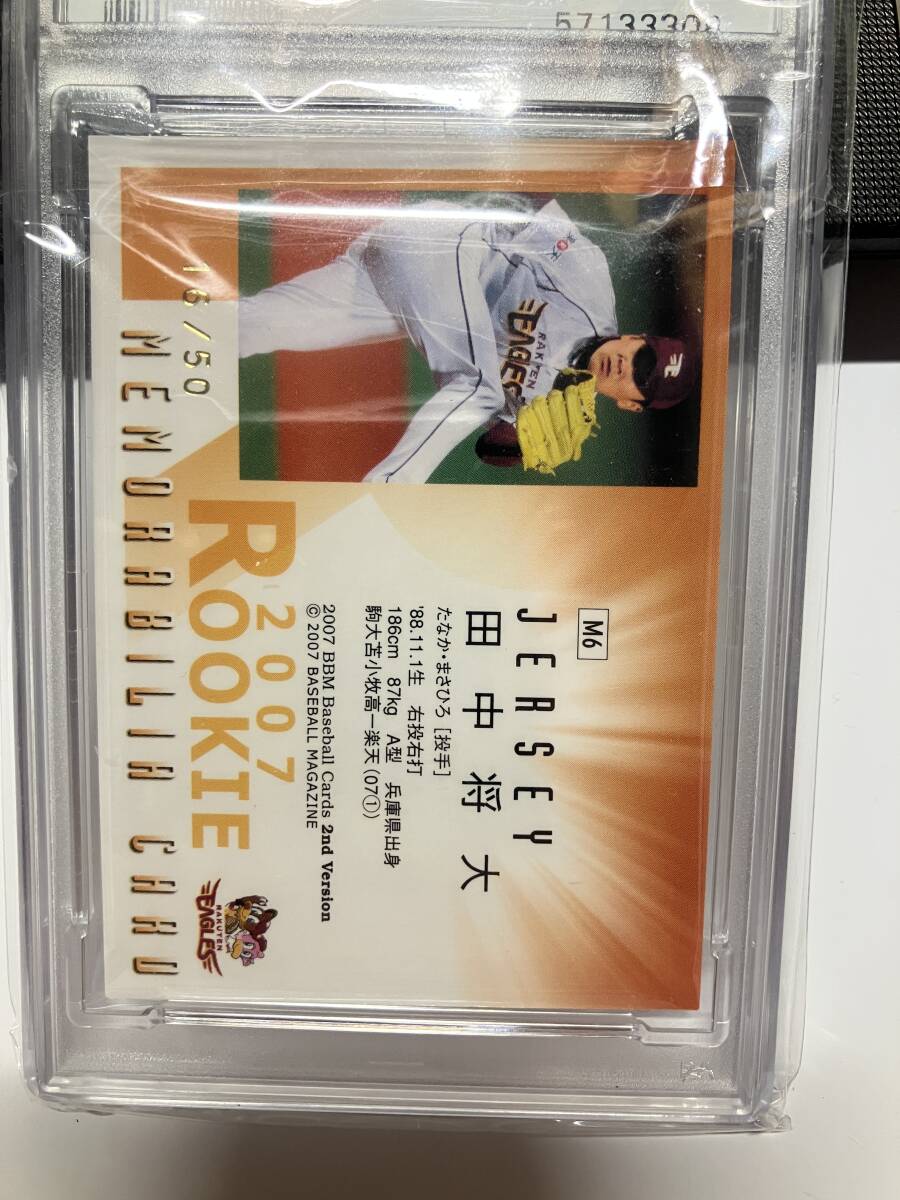 57133308
M6
JERSEY
田中将大
たなか・まさひろ [投手]
'88.11.1生 右投右打
186cm 87kg A型 兵庫県出身
駒大苫小牧高―楽天(07①)
2007 BBM Baseball Cards 2nd Version
© 2007 BASEBALL MAGAZINE
2007
ROOKIE
16/50
MEMORABILIA CARD
RAKUTEN
EAGLES
RAKUTEN
EAGLES